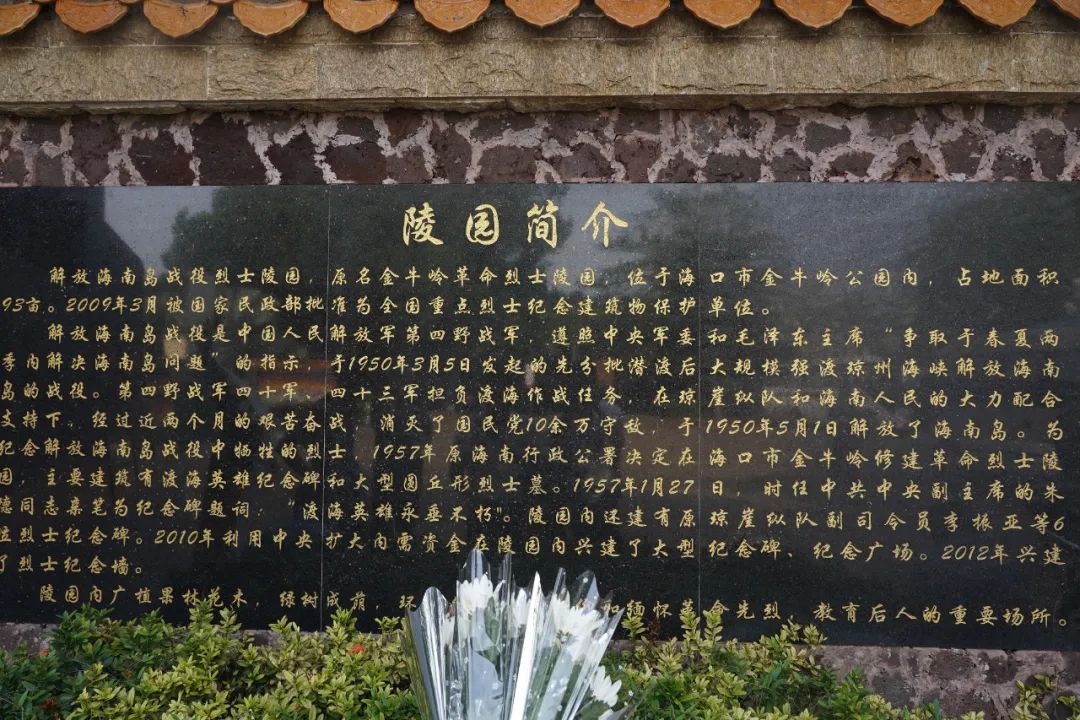 陵园简介
解放海南岛战役烈士陵园，原名金牛岭革命烈士陵园，位于海口市金牛岭公园内，占地面积
93亩。2009年3月被国家民政部批准为全国重点烈士纪念建筑物保护单位。
解放海南岛战役是中国人民解放军第四野战军，遵照中央军委和毛泽东主席“争取于春夏两
季内解决海南岛问题”的指示，于1950年3月5日发起的先分批潜渡后大规模强渡琼州海峡解放海南
岛的战役。第四野战军四十军，四十三军担负渡海作战任务，在琼崖纵队和海南人民的大力配合
支持下，经过近两个月的艰苦奋战，消灭了国民党10余万守敌，于1950年5月1日解放了海南岛。为
纪念解放海南岛战役中牺牲的烈士，1957年原海南行政公署决定在海口市金牛岭修建革命烈士陵
园，主要建筑有渡海英雄纪念碑和大型圆丘形烈士墓。1957年1月27日，时任中共中央副主席的朱
德同志亲笔为纪念碑题词：“渡海英雄永垂不朽”。陵园内还建有原琼崖纵队副司令员李振亚等6
位烈士纪念碑。2010年利用中央扩大内需资金在陵园内兴建了大型纪念碑、纪念广场。2012年兴建
了烈士纪念墙。
陵园内广植果林花木，绿树成荫，环 和缅怀革命先烈，教育后人的重要场所。